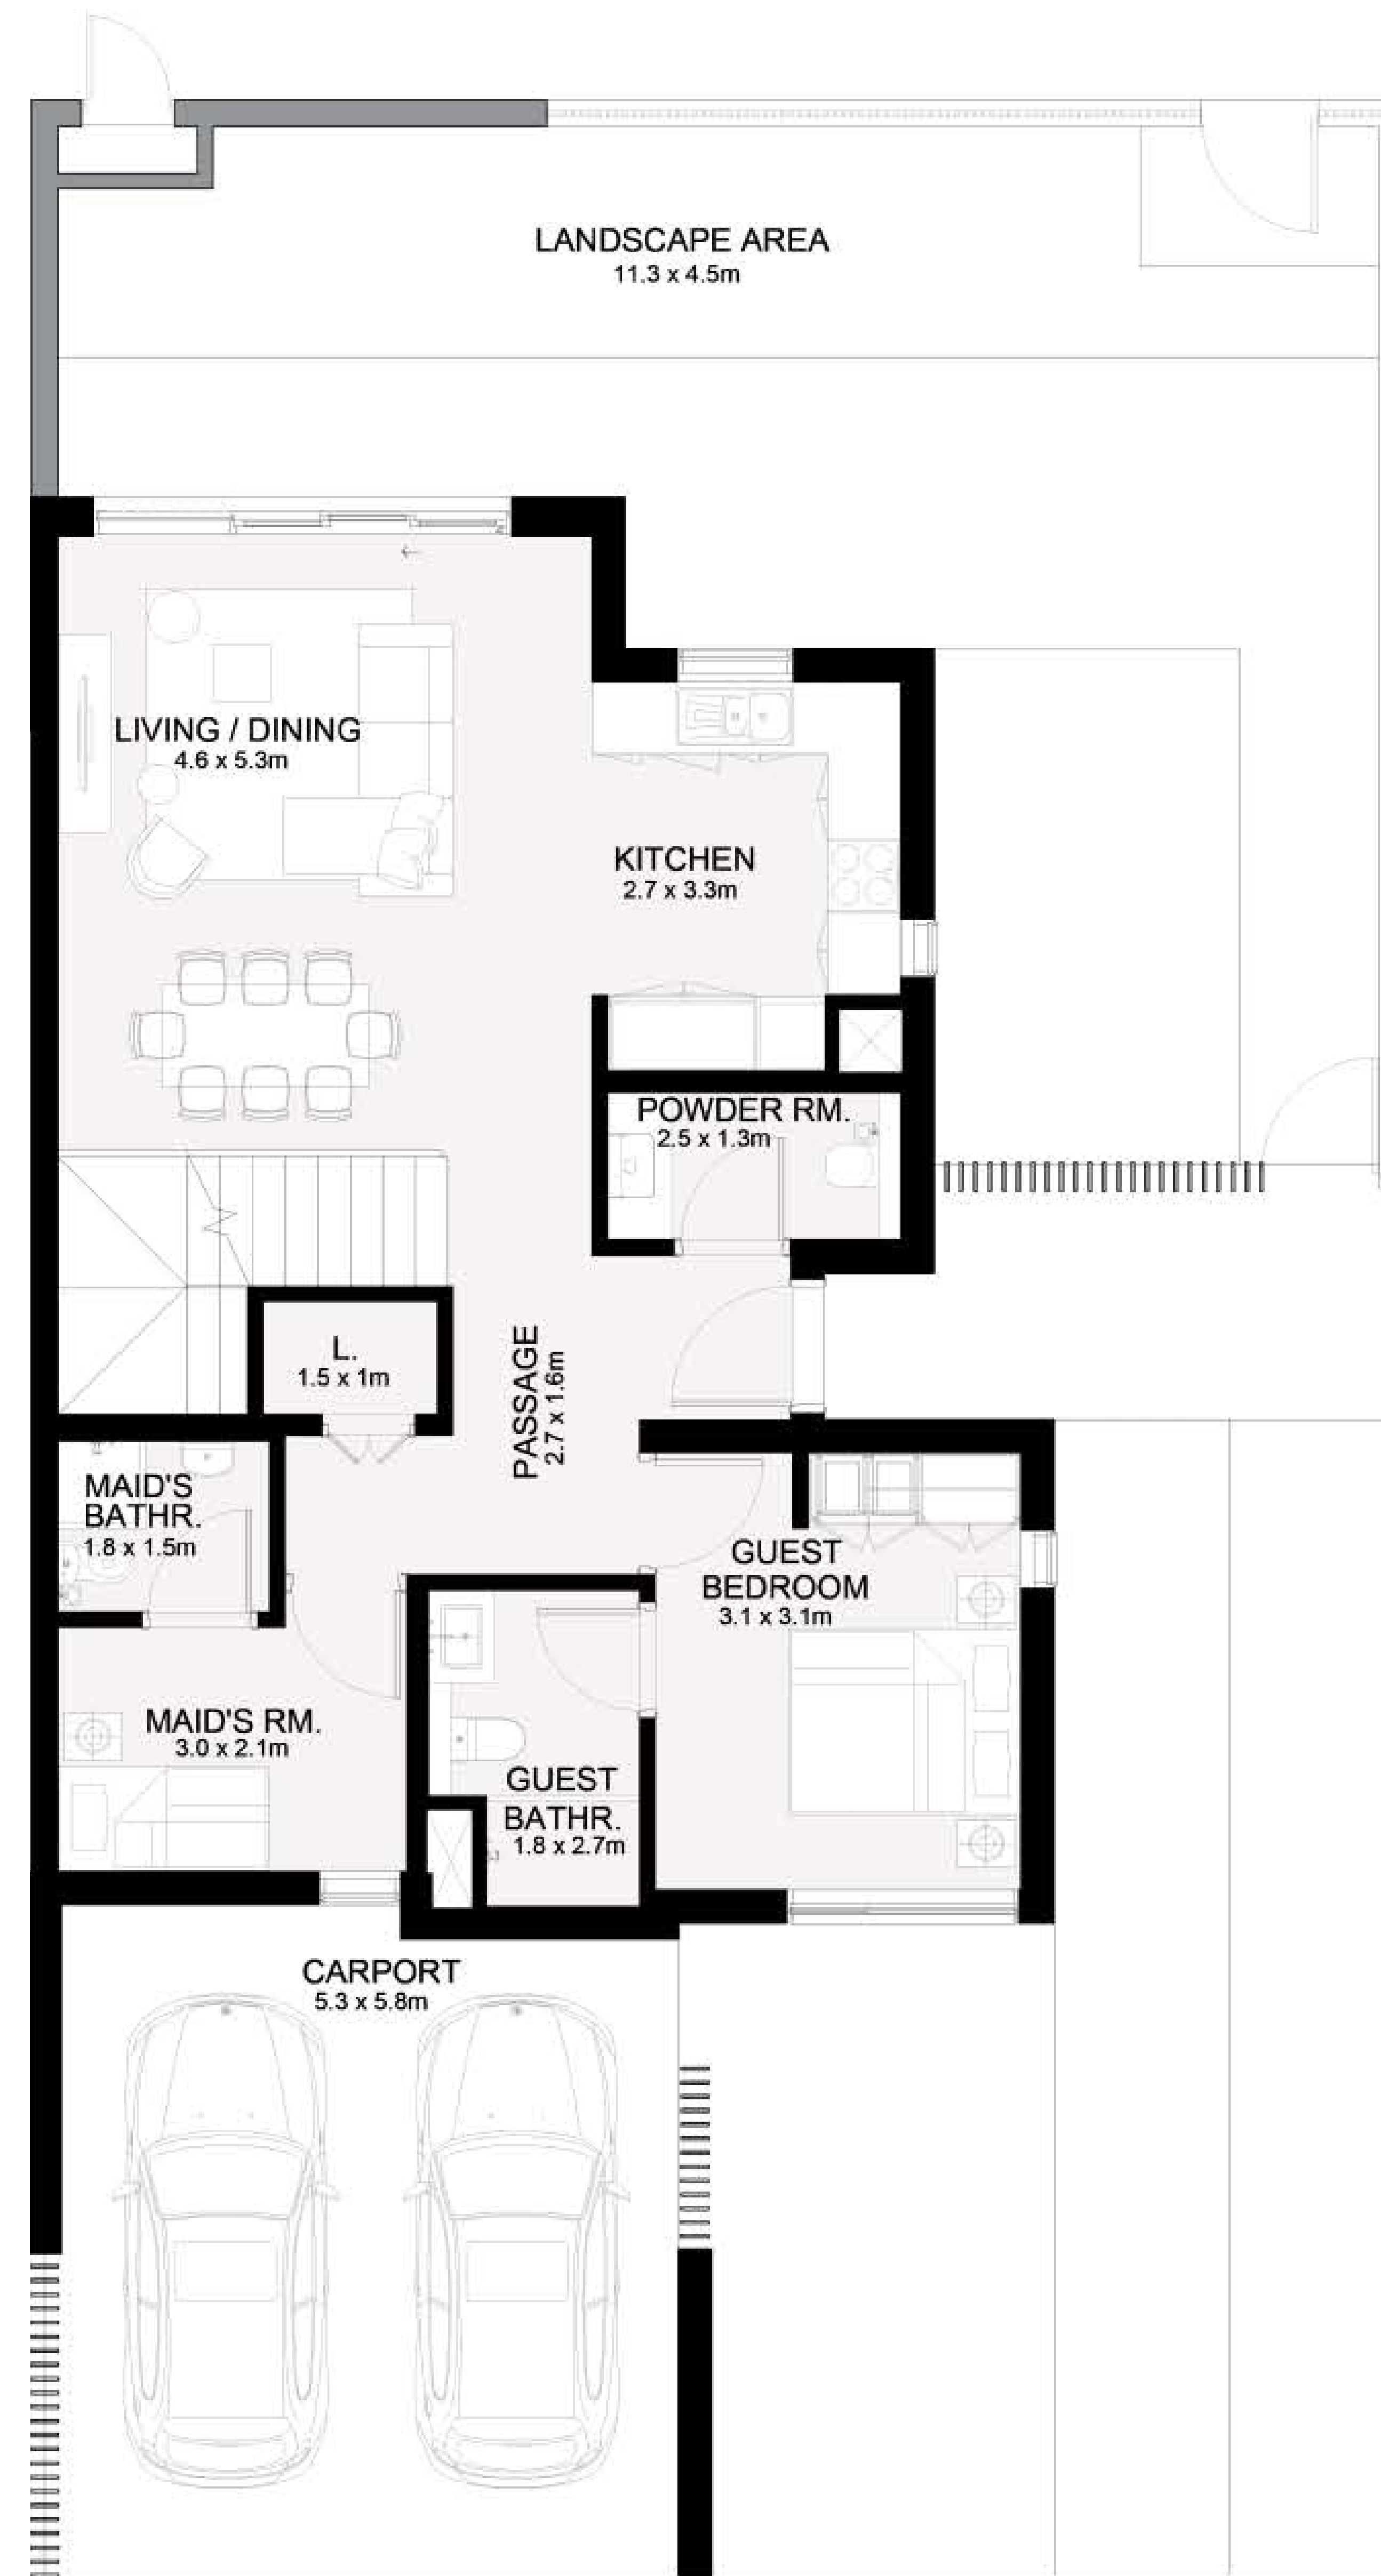 LANDSCAPE AREA
11.3 x 4.5m
LIVING / DINING
4.6 x 5.3m
KITCHEN
2.7 x 3.3m
POWDER RM.
2.5 x 1.3m
L.
1.5 x 1m
PASSAGE
2.7 x 1.6m
MAID'S
BATHR.
1.8 x 1.5m
GUEST
BEDROOM
3.1 x 3.1m
MAID'S RM.
3.0 x 2.1m
GUEST
BATHR.
1.8 x 2.7m
CARPORT
5.3 x 5.8m